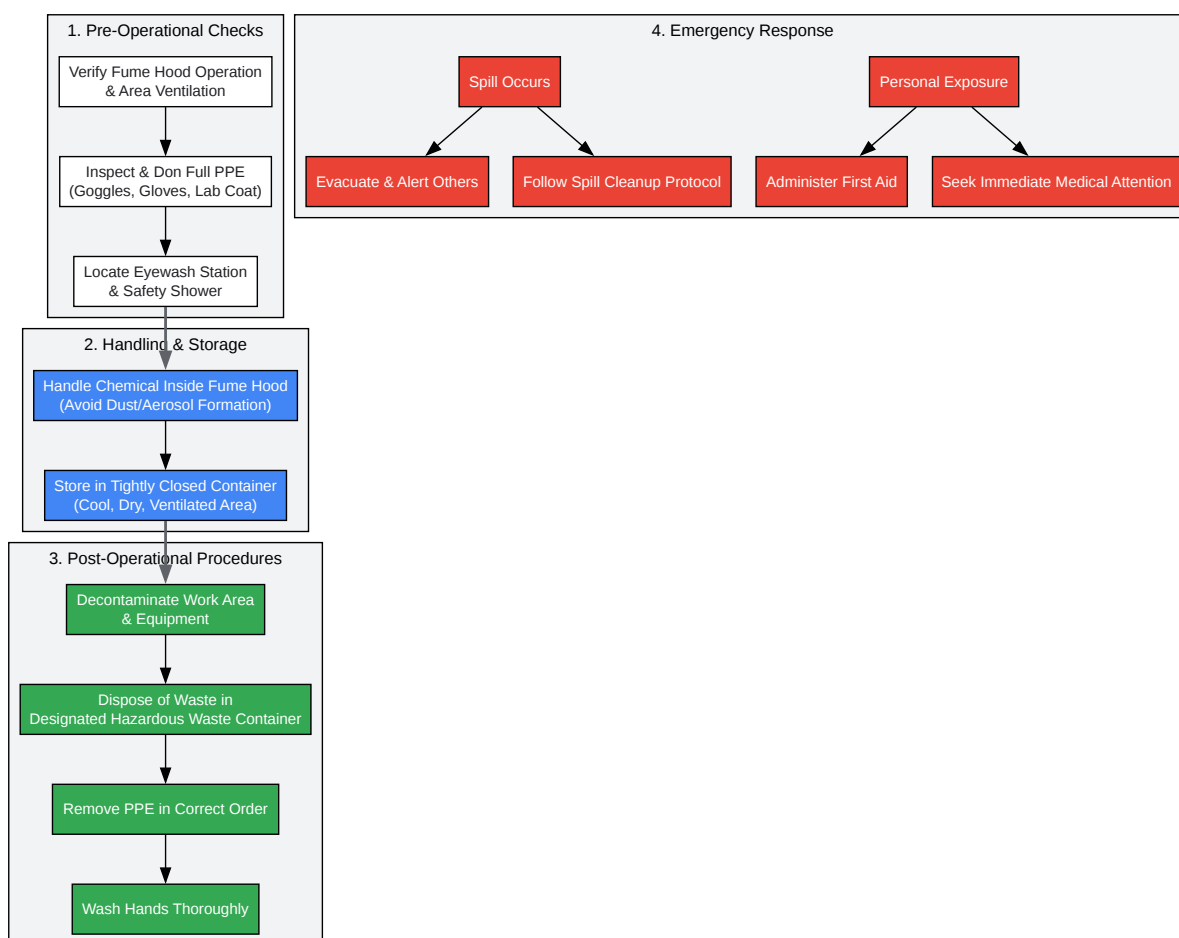 1. Pre-Operational Checks
Verify Fume Hood Operation
& Area Ventilation
Inspect & Don Full PPE
(Goggles, Gloves, Lab Coat)
Locate Eyewash Station
& Safety Shower
2. Handling & Storage
Handle Chemical Inside Fume Hood
(Avoid Dust/Aerosol Formation)
Store in Tightly Closed Container
(Cool, Dry, Ventilated Area)
3. Post-Operational Procedures
Decontaminate Work Area
& Equipment
Dispose of Waste in
Designated Hazardous Waste Container
Remove PPE in Correct Order
Wash Hands Thoroughly
4. Emergency Response
Spill Occurs
Evacuate & Alert Others
Follow Spill Cleanup Protocol
Personal Exposure
Administer First Aid
Seek Immediate Medical Attention